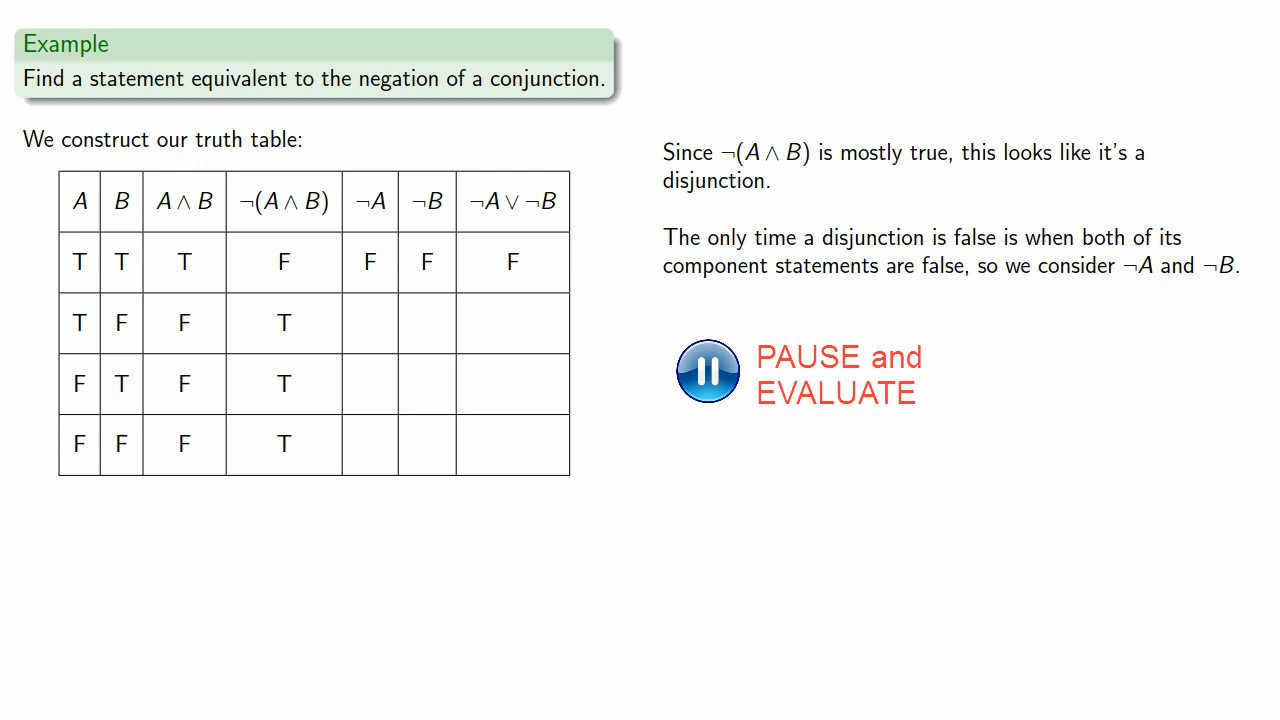 Example
Find a statement equivalent to the negation of a conjunction.
We construct our truth table:
A B A ∧ B ¬(A ∧ B) ¬A ¬B ¬A ∨ ¬B
T T T F F F F
T F F T
F T F T
F F F T
Since ¬(A ∧ B) is mostly true, this looks like it's a
disjunction.
The only time a disjunction is false is when both of its
component statements are false, so we consider ¬A and ¬B.
PAUSE and
EVALUATE